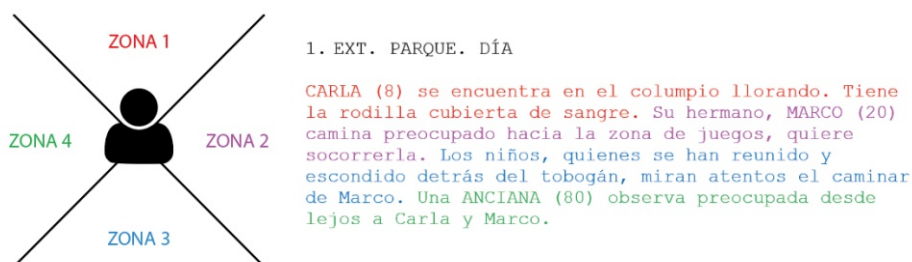 ZONA 1
ZONA 4
ZONA 2
ZONA 3
1. EXT. PARQUE. DÍA
CARLA (8) se encuentra en el columpio llorando. Tiene
la rodilla cubierta de sangre. Su hermano, MARCO (20)
camina preocupado hacia la zona de juegos, quiere
socorrerla. Los niños, quienes se han reunido y
escondido detrás del tobogán, miran atentos el caminar
de Marco. Una ANCIANA (80) observa preocupada desde
lejos a Carla y Marco.